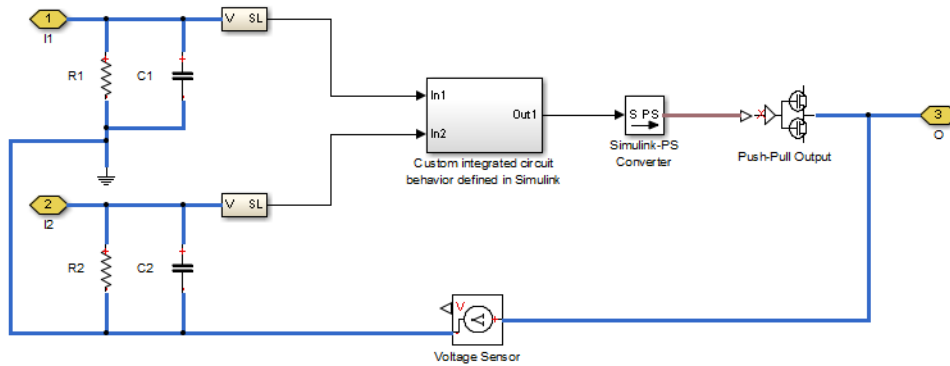 1
I1
R1
C1
V SL
In1
In2
Out1
Custom integrated circuit
behavior defined in Simulink
S PS
Simulink-PS
Converter
Push-Pull Output
3
O
2
I2
R2
C2
V SL
V
V
Voltage Sensor